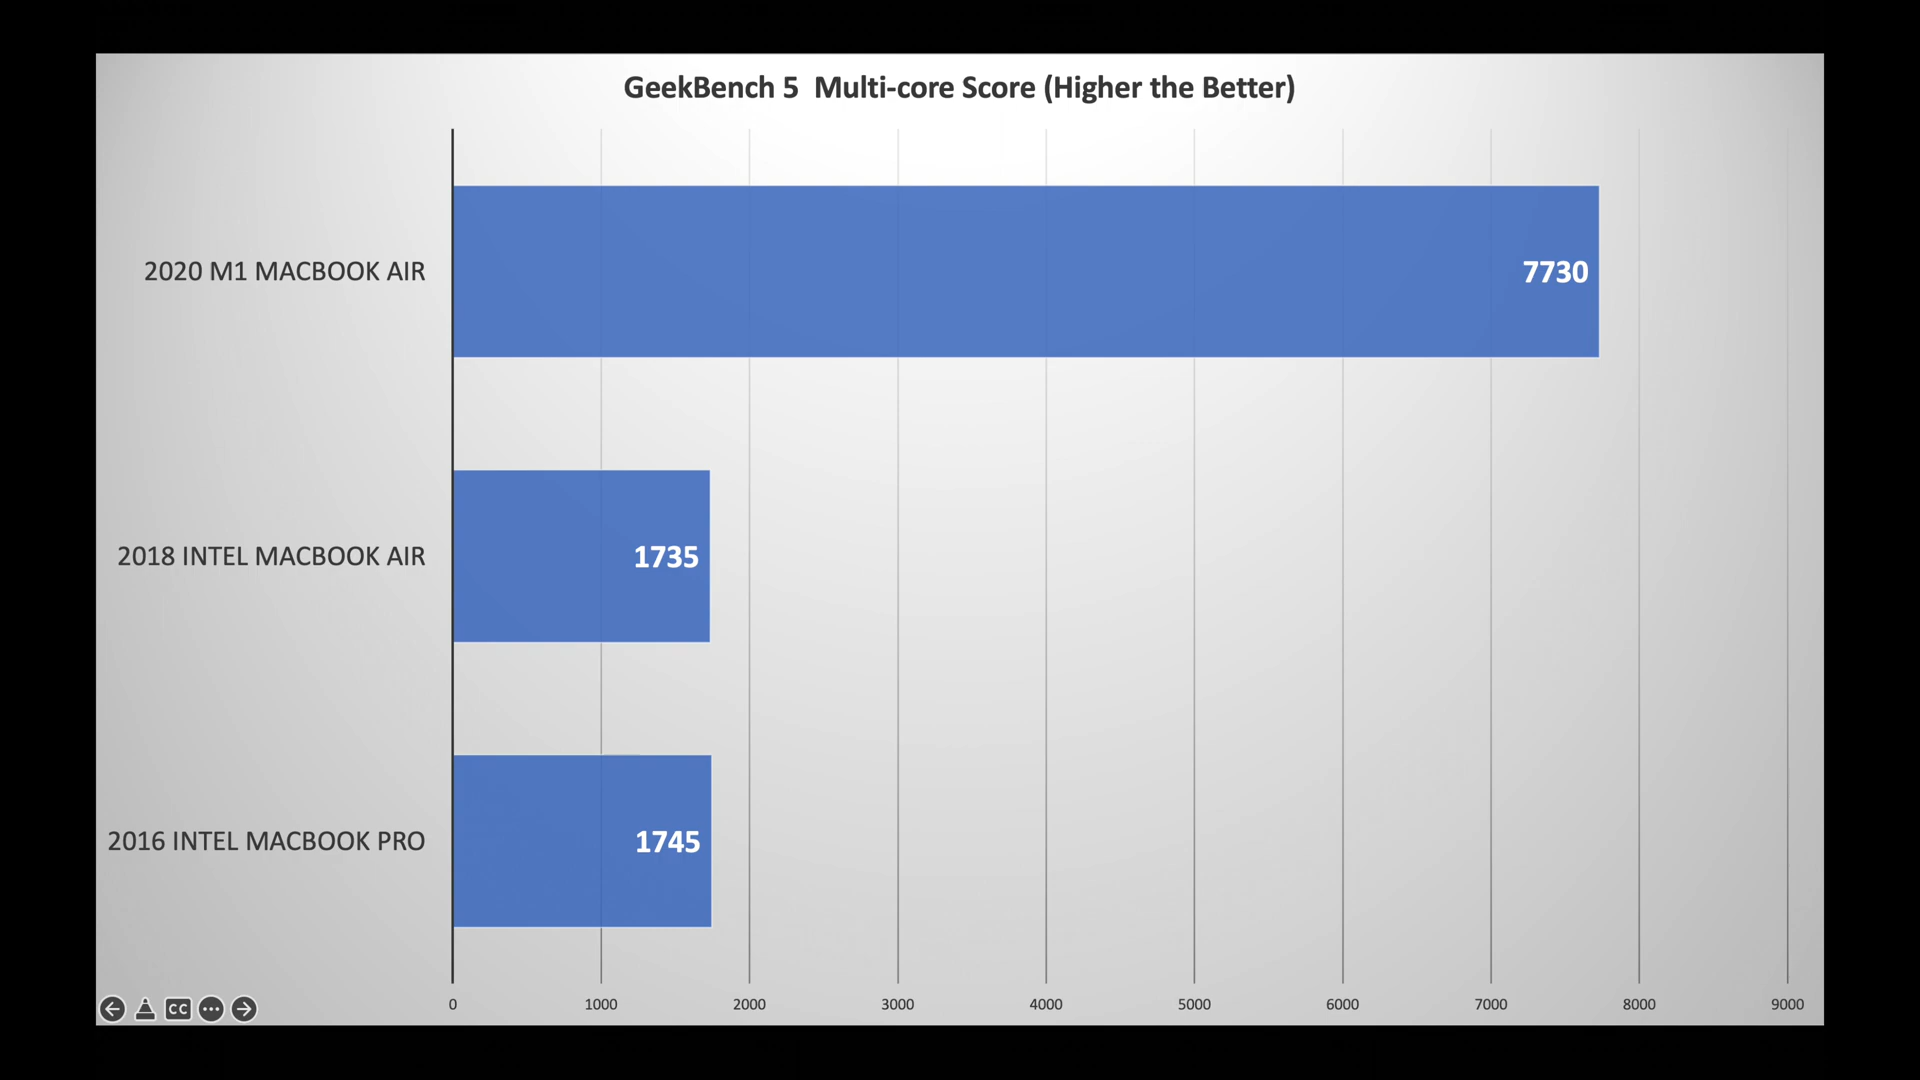 GeekBench 5  Multi-core Score (Higher the Better)
2020 M1 MACBOOK AIR
7730
2018 INTEL MACBOOK AIR
1735
2016 INTEL MACBOOK PRO
1745
0 1000 2000 3000 4000 5000 6000 7000 8000 9000
CC